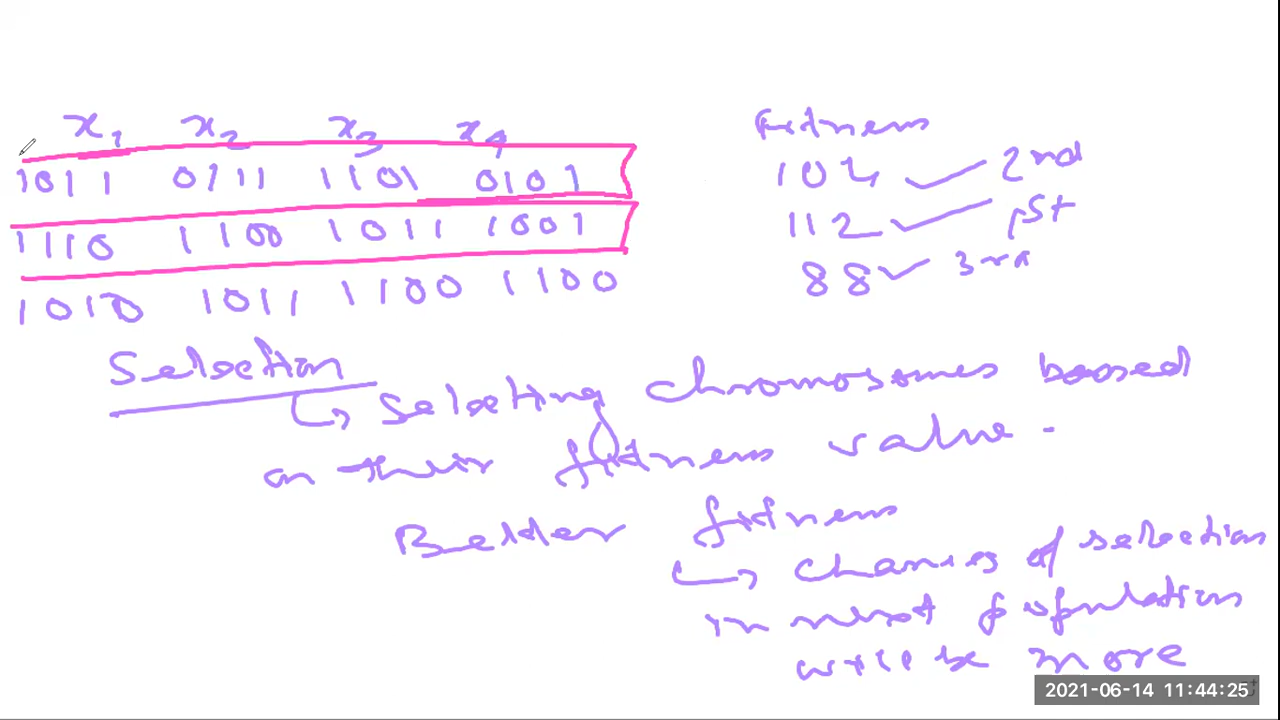 x1 x2 x3 x4 Fitness
1011 0111 1101 0101 104 2nd
1110 1100 1011 1001 112 1st
1010 1011 1100 1100 88 3rd
Selection
Selecting chromosomes based
on their fitness value.
Better fitness
chances of selection
in next population
will be more
2021-06-14 11:44:25